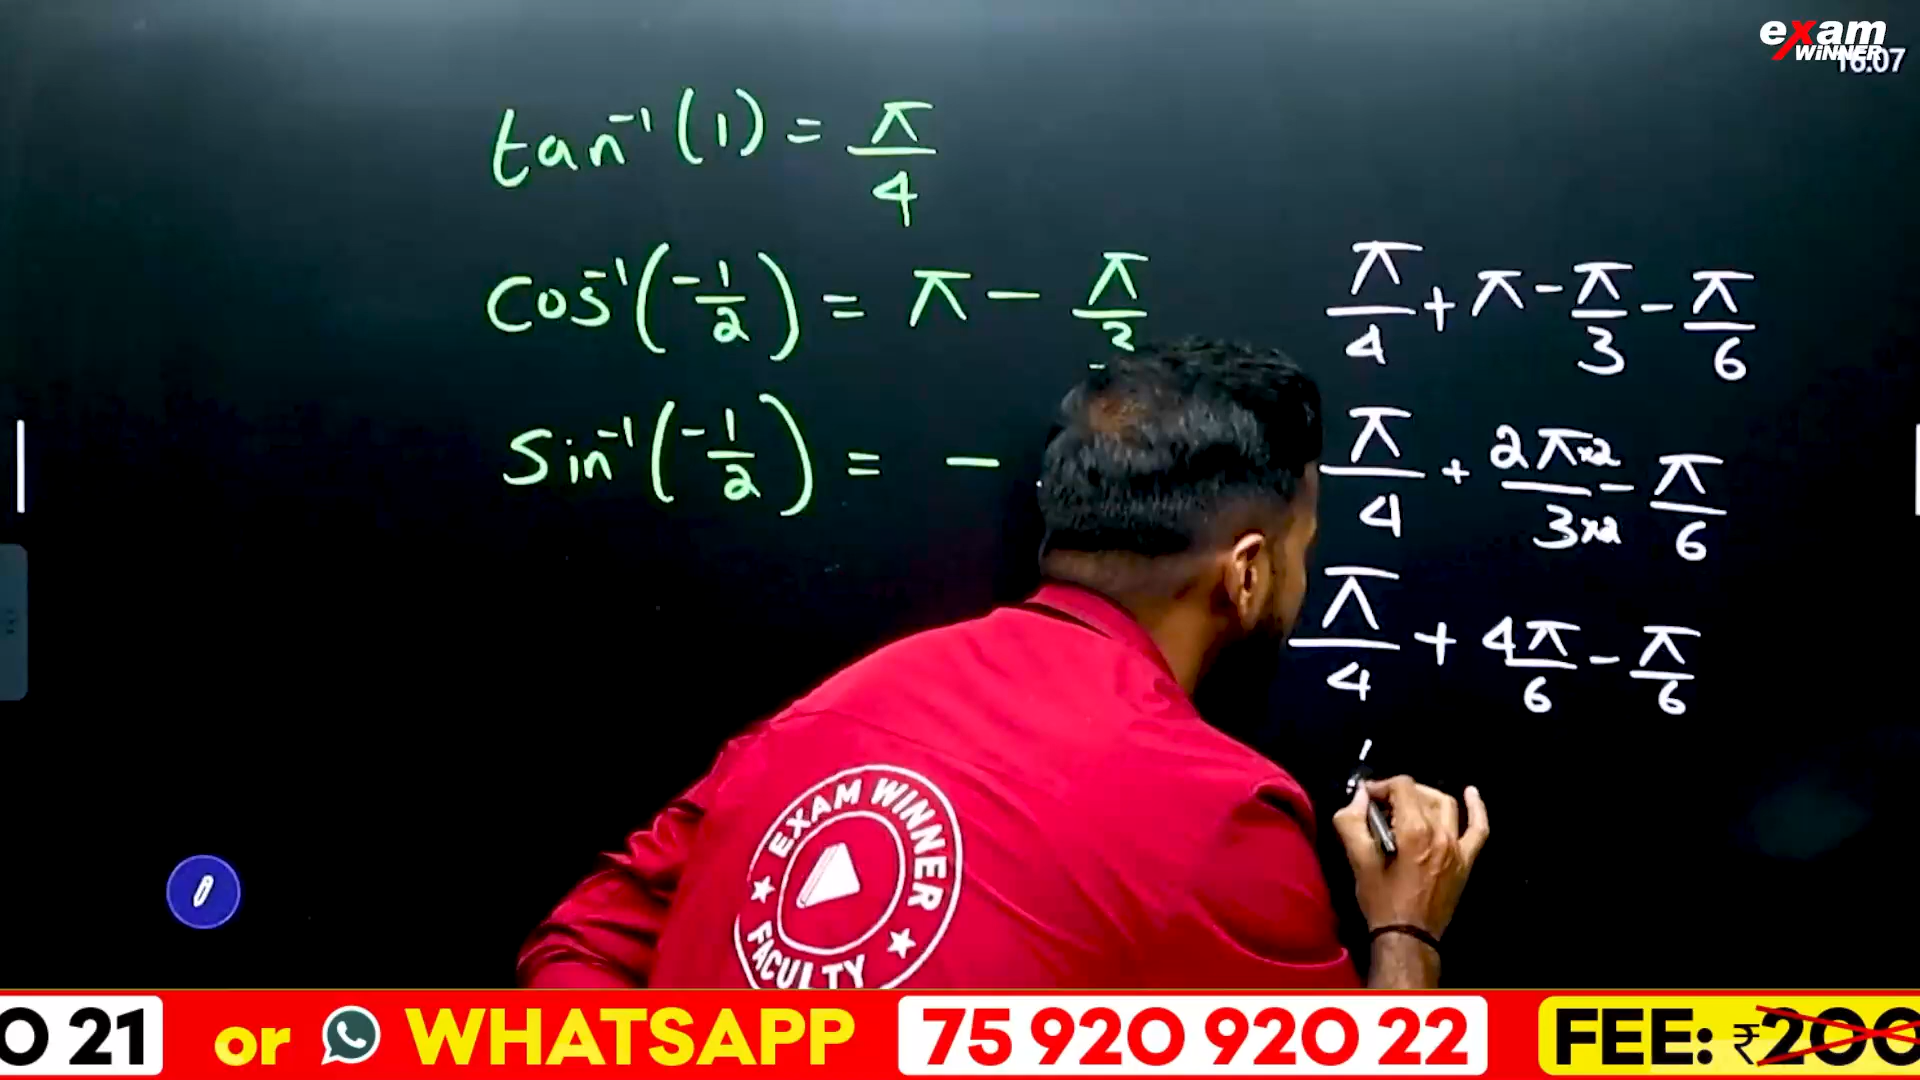 exam
WiNNER
16:07
tan⁻¹(1) = π/4
cos⁻¹(-1/2) = π - π/3
sin⁻¹(-1/2) = -
π/4 + π - π/3 - π/6
π/4 + 2π×2/3×2 - π/6
π/4 + 4π/6 - π/6
EXAM WINNER
FACULTY
0 21 or WHATSAPP 75 920 920 22 FEE: ₹200